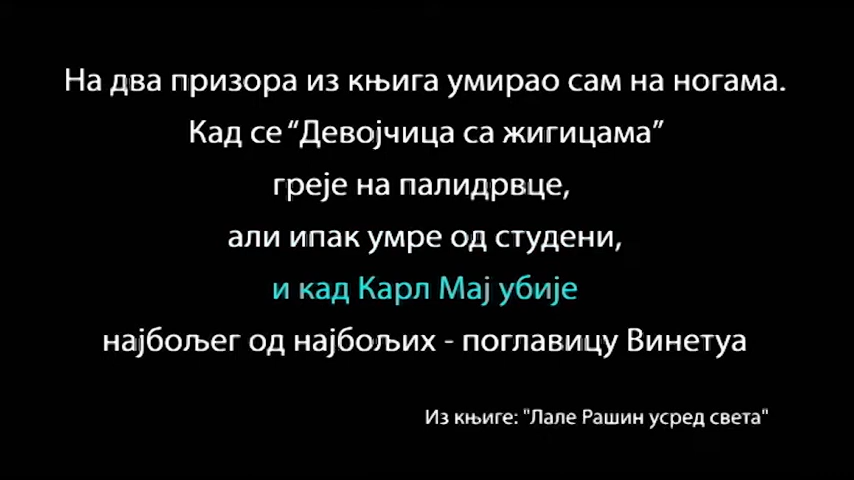 На два призора из књига умирао сам на ногама.
Кад се “Девојчица са жигицама”
греје на палидрвце,
али ипак умре од студени,
и кад Карл Мај убије
најбољег од најбољих - поглавицу Винетуа
Из књиге: "Лале Рашин усред света"